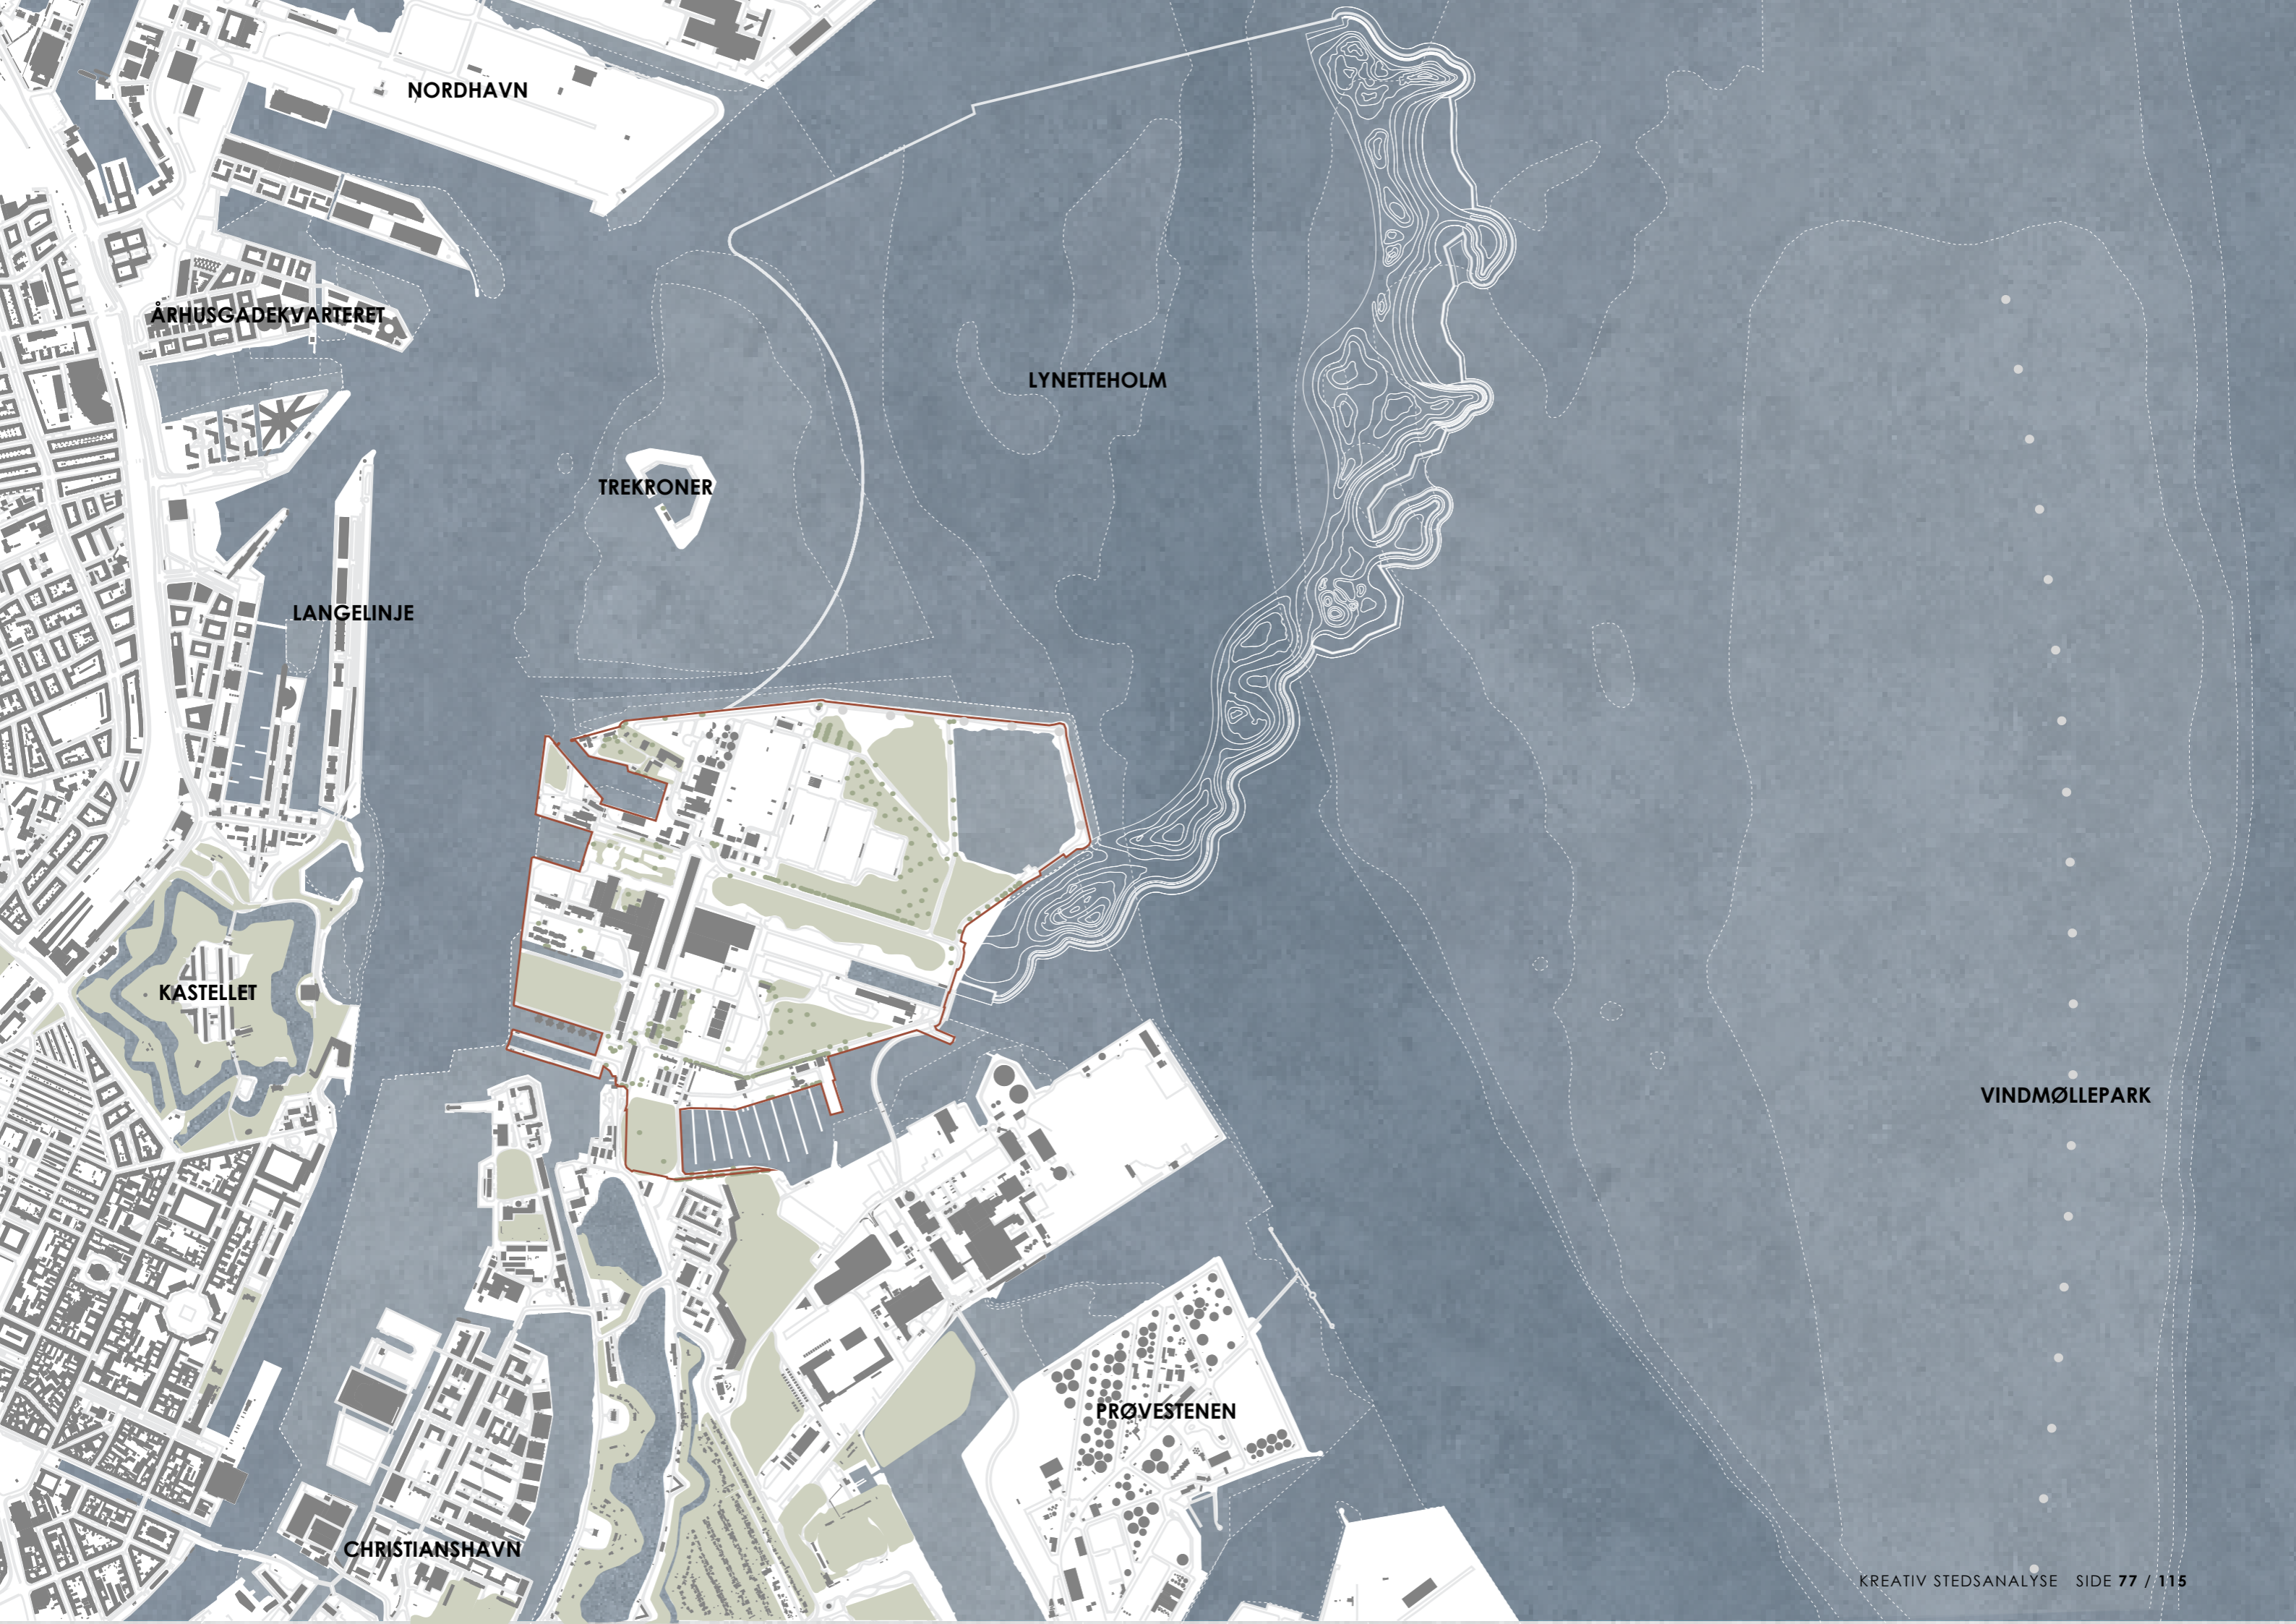 NORDHAVN
ÅRHUSGADEKVARTERET
LYNETTEHOLM
TREKRONER
LANGELINJE
KASTELLET
VINDMØLLEPARK
PRØVESTENEN
CHRISTIANSHAVN
KREATIV STEDSANALYSE SIDE 77 / 115